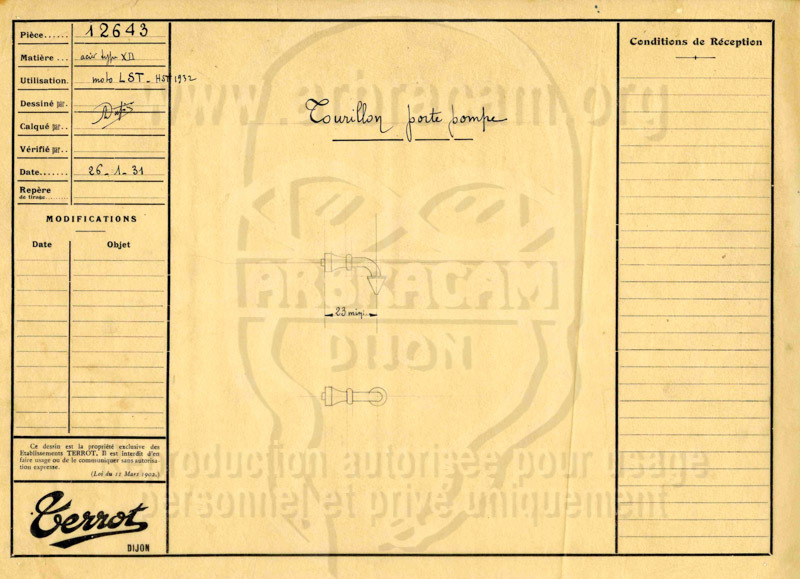 Pièce...... 12643
Matière ... acier type XII
Utilisation. moto LST - HST 1932
Dessiné par.
Calqué par..
Vérifié par..
Date....... 26-1-31
Repère
de tirage........
MODIFICATIONS
Date Objet
Ce dessin est la propriété exclusive des
Etablissements TERROT. Il est interdit d'en
faire usage ou de le communiquer sans autorisa-
tion expresse.
(Loi du 11 Mars 1902.)
Terrot
DIJON
www.arbracam.org
Tourillon porte pompe
ARBRACAM
23 mini.
DIJON
reproduction autorisée pour usage
personnel et privé uniquement
Conditions de Réception